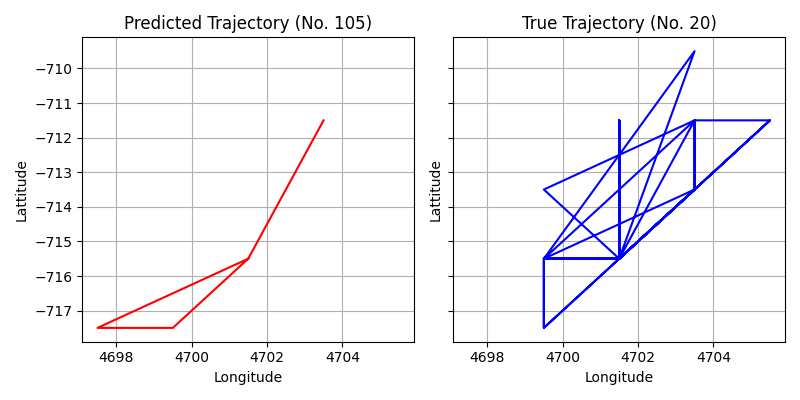 Predicted Trajectory (No. 105)
True Trajectory (No. 20)
−710
−711
−712
−713
−714
−715
−716
−717
Lattitude
Lattitude
4698 4700 4702 4704
4698 4700 4702 4704
Longitude
Longitude